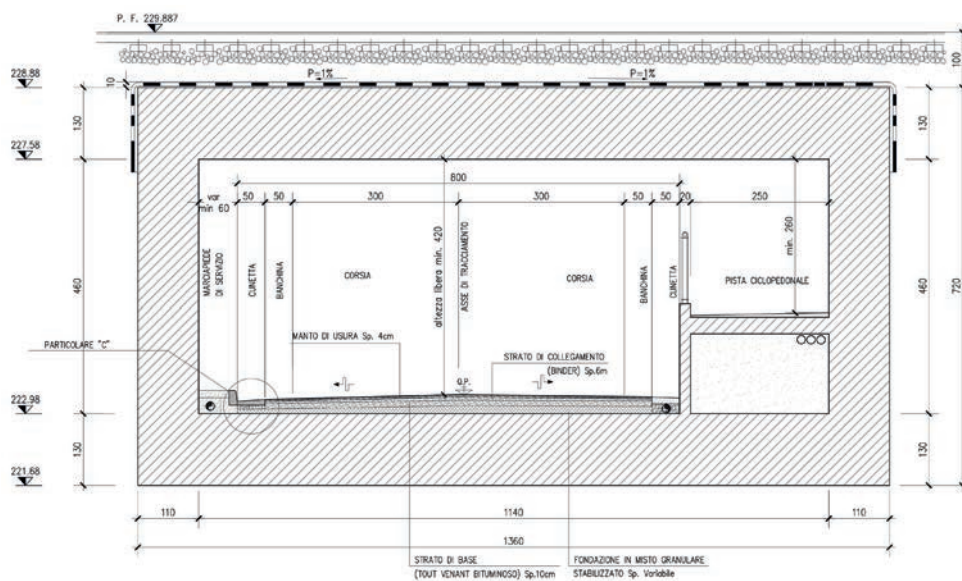 P. F. 229.887
228.88
10
P=1%
P=1%
100
130
130
227.58
800
var
min 60
50
50
300
300
50
50
20
250
MARCIAPIEDE
DI SERVIZIO
CUNETTA
BANCHINA
CORSIA
altezza libera min. 420
ASSE DI TRACCIAMENTO
CORSIA
BANCHINA
CUNETTA
min. 260
PISTA CICLOPEDONALE
460
460
720
PARTICOLARE "C"
MANTO DI USURA Sp. 4cm
STRATO DI COLLEGAMENTO
(BINDER) Sp.6m
Q.P.
222.98
130
130
221.68
110
1140
110
1360
STRATO DI BASE
(TOUT VENANT BITUMINOSO) Sp.10cm
FONDAZIONE IN MISTO GRANULARE
STABILIZZATO Sp. Variabile